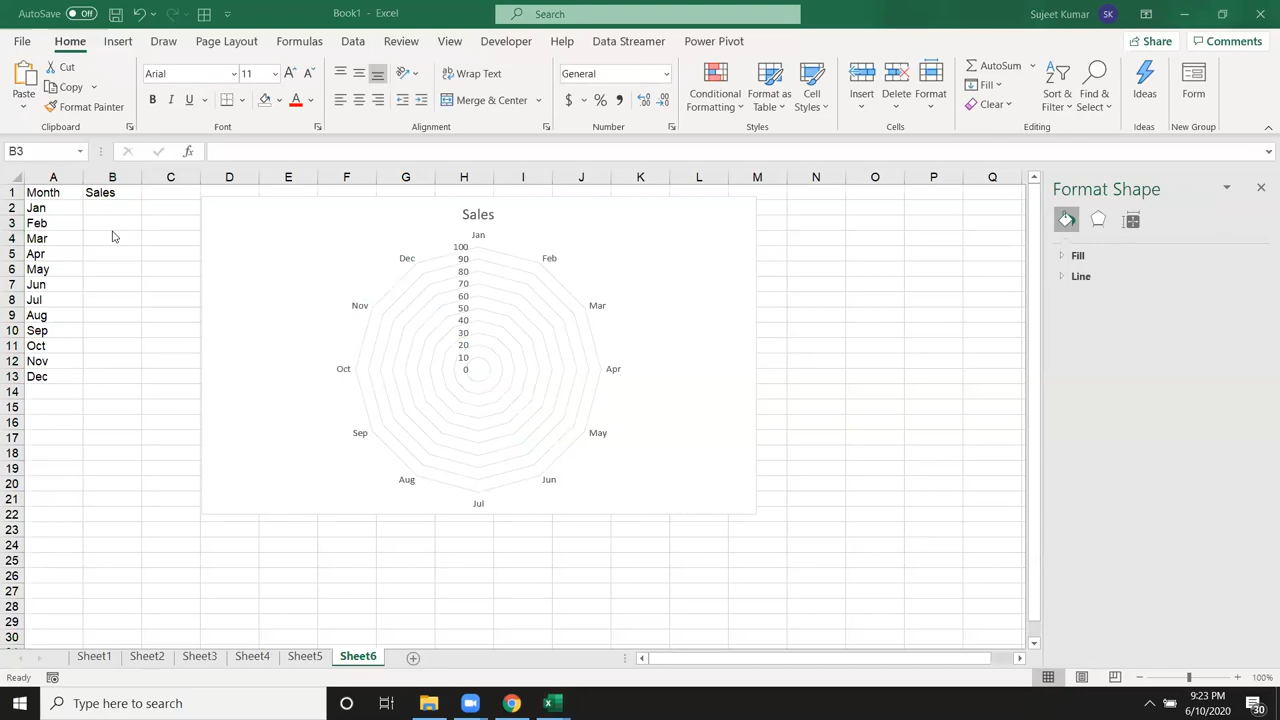 AutoSave Off Book1 - Excel Search Sujeet Kumar SK
File Home Insert Draw Page Layout Formulas Data Review View Developer Help Data Streamer Power Pivot Share Comments
Paste Cut Copy Format Painter Clipboard
Arial 11 B I U A Font
Wrap Text Merge & Center Alignment
General $ % Number
Conditional Formatting Format as Table Cell Styles Styles
Insert Delete Format Cells
AutoSum Fill Clear Sort & Filter Find & Select Editing
Ideas Ideas
Form New Group
B3 fx
A B C D E F G H I J K L M N O P Q
1 Month Sales
2 Jan
3 Feb
4 Mar
5 Apr
6 May
7 Jun
8 Jul
9 Aug
10 Sep
11 Oct
12 Nov
13 Dec
14
15
16
17
18
19
20
21
22
23
24
25
26
27
28
29
30
Sales
Jan
Feb
Mar
Apr
May
Jun
Jul
Aug
Sep
Oct
Nov
Dec
100
90
80
70
60
50
40
30
20
10
0
Format Shape
Fill
Line
Sheet1 Sheet2 Sheet3 Sheet4 Sheet5 Sheet6
Ready 100%
Type here to search
9:23 PM
6/10/2020
30